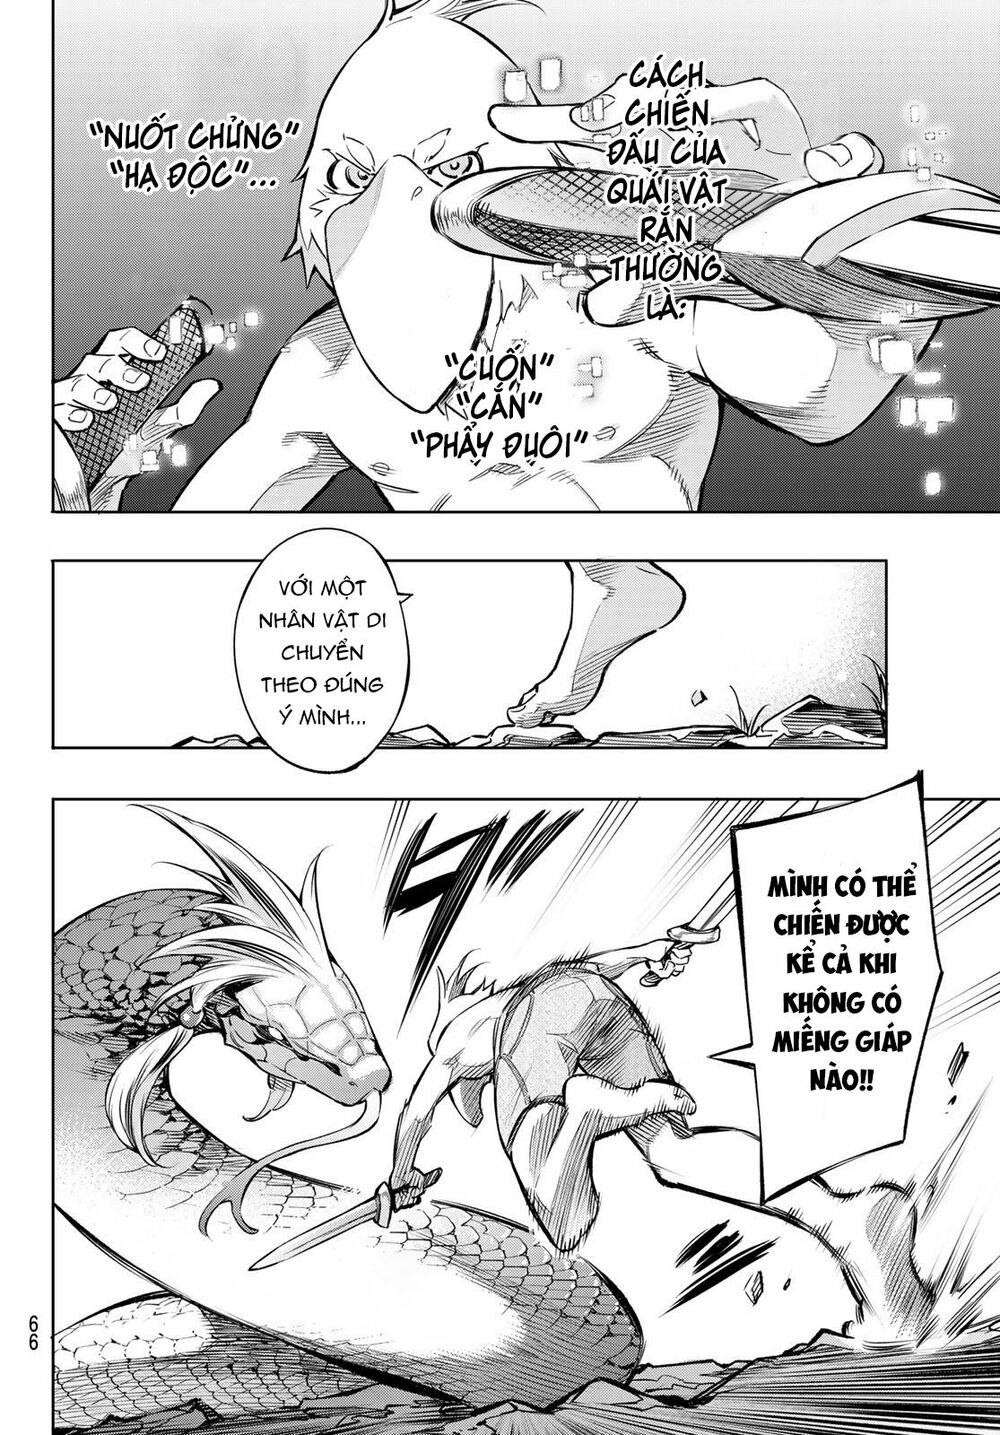 CÁCH
CHIẾN
ĐẤU CỦA
QUÁI VẬT
RẮN
THƯỜNG
LÀ:
"CUỐN"
"CẮN"
"PHẨY ĐUÔI"
"NUỐT CHỬNG"
"HẠ ĐỘC"...
VỚI MỘT
NHÂN VẬT DI
CHUYỂN
THEO ĐÚNG
Ý MÌNH...
MÌNH CÓ THỂ
CHIẾN ĐƯỢC
KỂ CẢ KHI
KHÔNG CÓ
MIẾNG GIÁP
NÀO!!
66